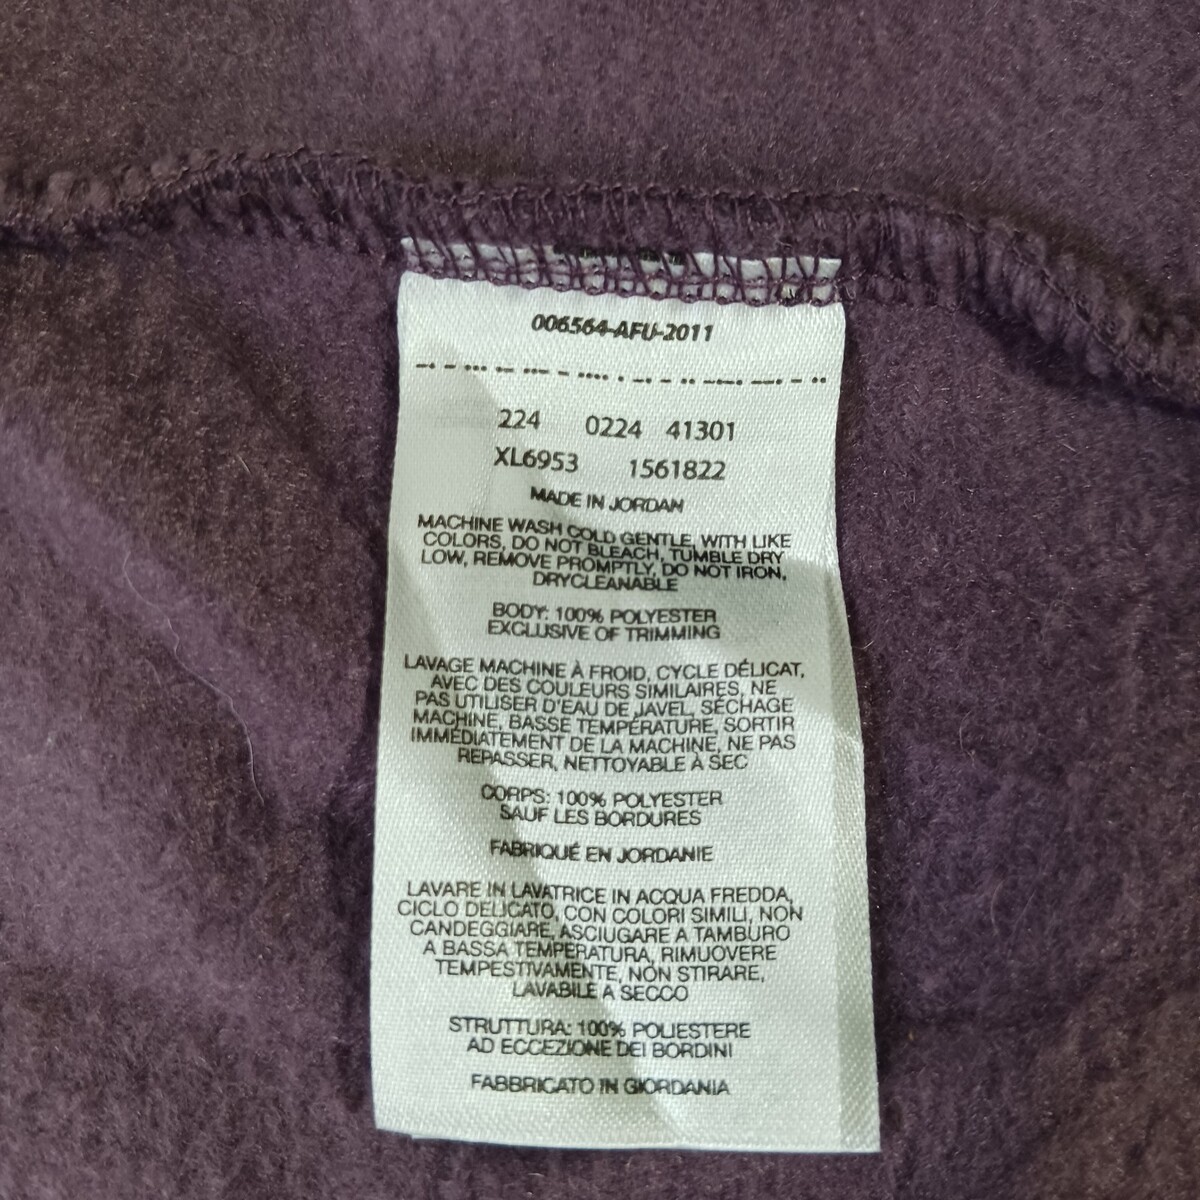 006564-AFU-2011
224 0224 41301
XL6953 1561822
MADE IN JORDAN
MACHINE WASH COLD GENTLE, WITH LIKE
COLORS, DO NOT BLEACH, TUMBLE DRY
LOW, REMOVE PROMPTLY, DO NOT IRON,
DRYCLEANABLE
BODY: 100% POLYESTER
EXCLUSIVE OF TRIMMING
LAVAGE MACHINE À FROID, CYCLE DÉLICAT,
AVEC DES COULEURS SIMILAIRES, NE
PAS UTILISER D'EAU DE JAVEL, SÉCHAGE
MACHINE, BASSE TEMPÉRATURE, SORTIR
IMMÉDIATEMENT DE LA MACHINE, NE PAS
REPASSER, NETTOYABLE À SEC
CORPS: 100% POLYESTER
SAUF LES BORDURES
FABRIQUÉ EN JORDANIE
LAVARE IN LAVATRICE IN ACQUA FREDDA,
CICLO DELICATO, CON COLORI SIMILI, NON
CANDEGGIARE, ASCIUGARE A TAMBURO
A BASSA TEMPERATURA, RIMUOVERE
TEMPESTIVAMENTE, NON STIRARE,
LAVABILE A SECCO
STRUTTURA: 100% POLIESTERE
AD ECCEZIONE DEI BORDINI
FABBRICATO IN GIORDANIA